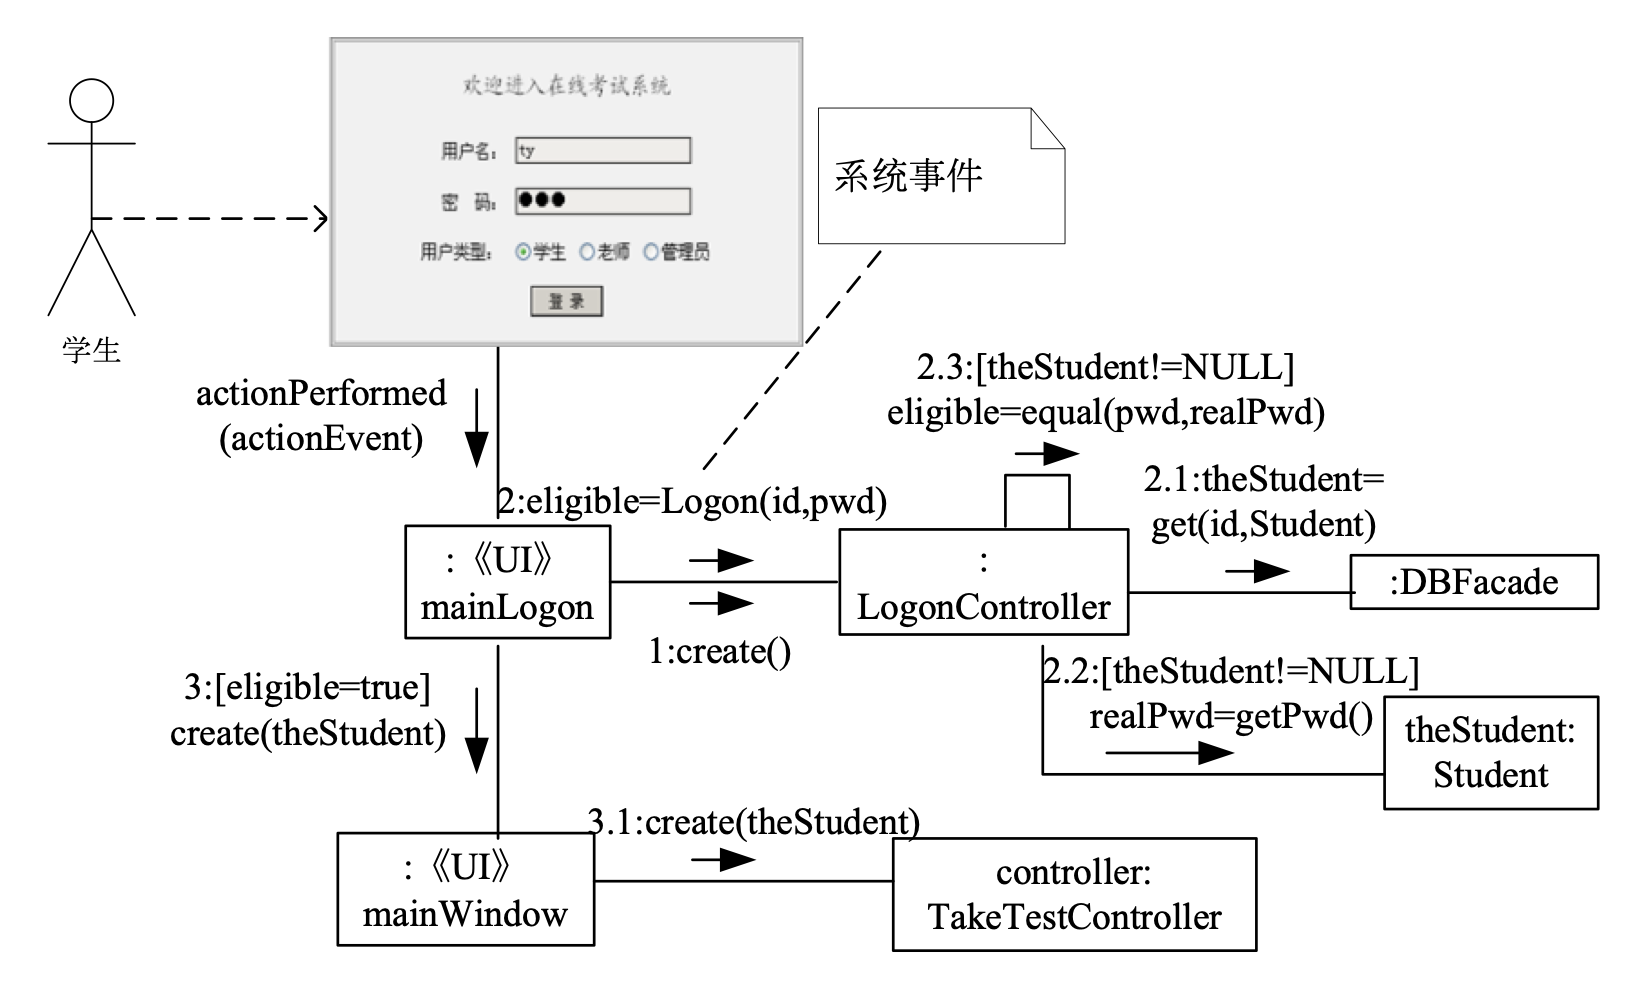 欢迎进入在线考试系统
用户名: ty
密 码:
用户类型: 学生 老师 管理员
登 录
系统事件
学生
actionPerformed
(actionEvent)
2.3:[theStudent!=NULL]
eligible=equal(pwd,realPwd)
2.1:theStudent=
get(id,Student)
2:eligible=Logon(id,pwd)
:《UI》
mainLogon
:
LogonController
:DBFacade
1:create()
3:[eligible=true]
create(theStudent)
2.2:[theStudent!=NULL]
realPwd=getPwd()
theStudent:
Student
3.1:create(theStudent)
:《UI》
mainWindow
controller:
TakeTestController